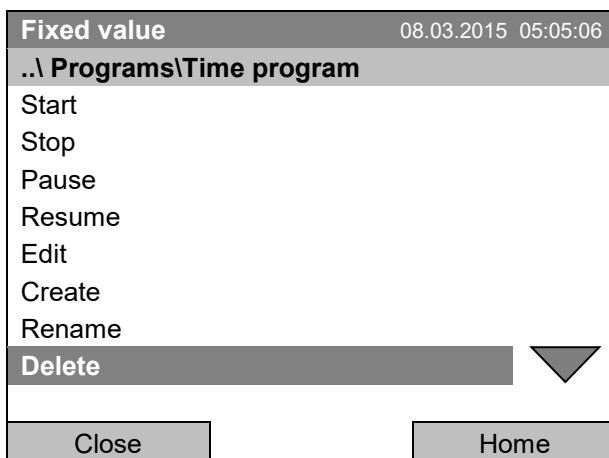 Fixed value 08.03.2015 05:05:06
..\ Programs\Time program
Start
Stop
Pause
Resume
Edit
Create
Rename
Delete
Close Home